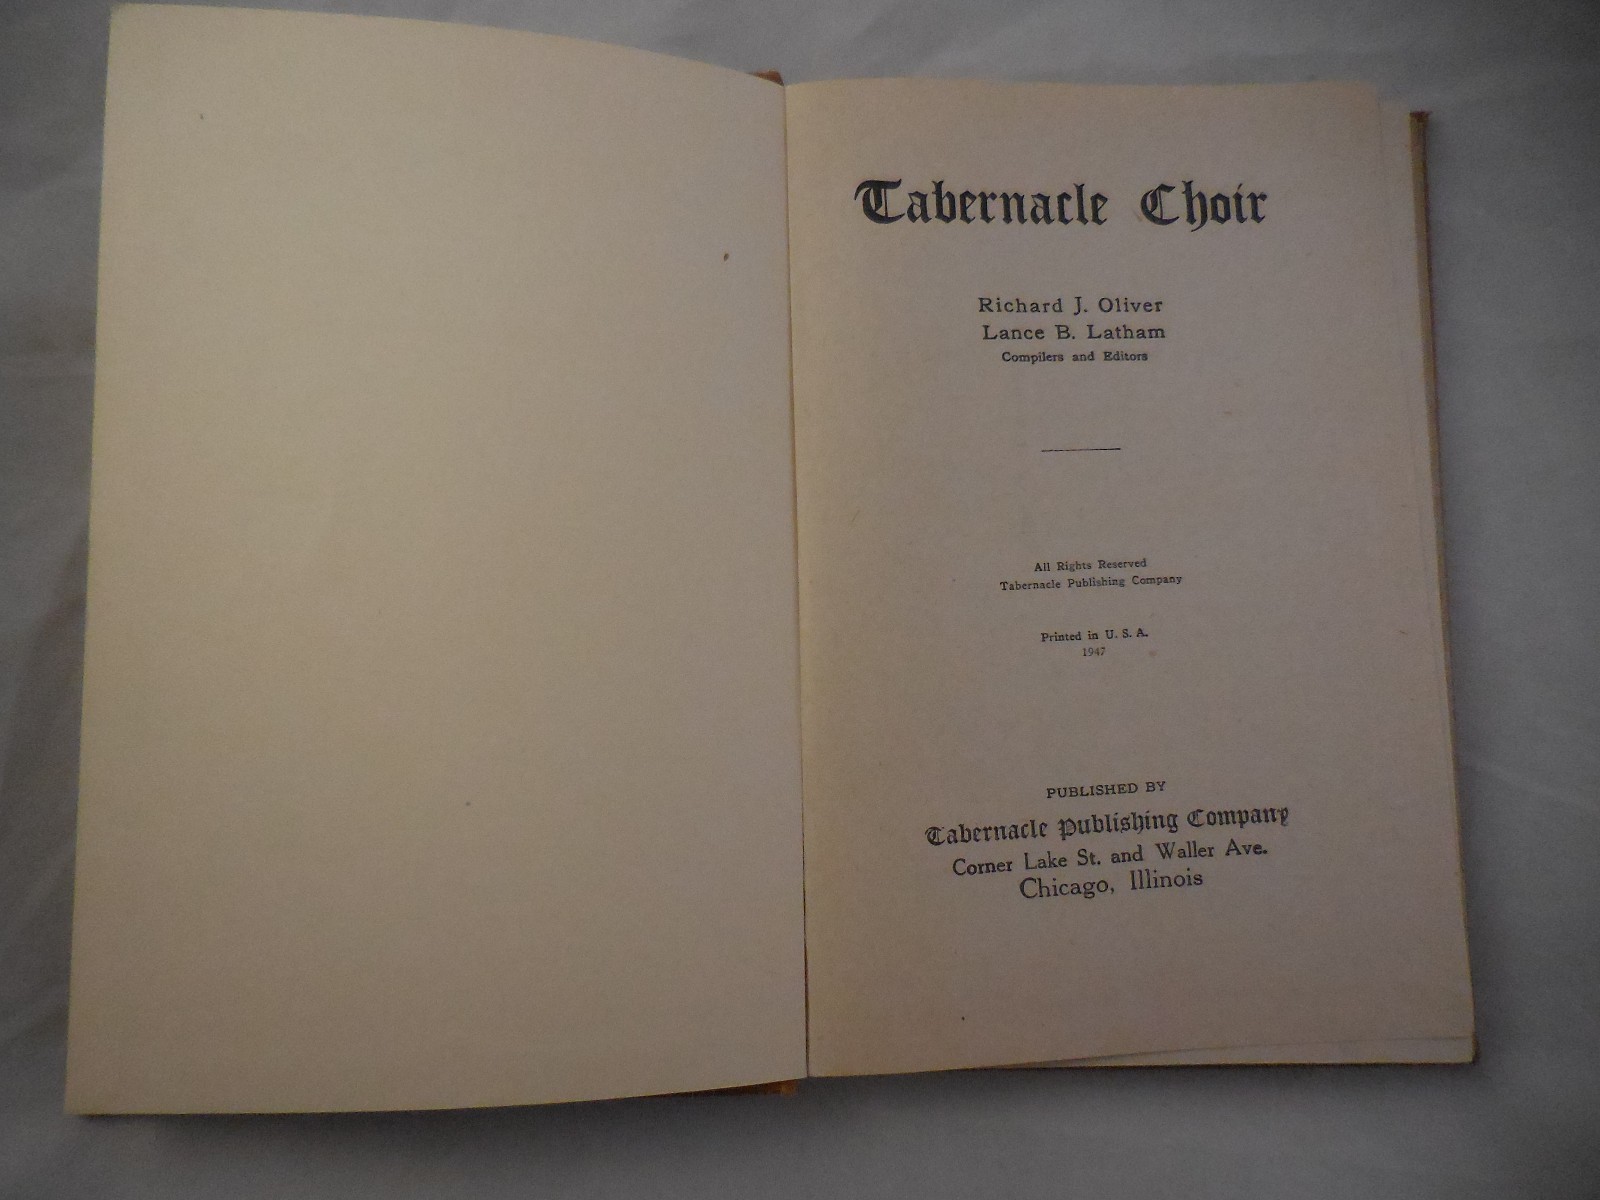 Tabernacle Choir
Richard J. Oliver
Lance B. Latham
Compilers and Editors
All Rights Reserved
Tabernacle Publishing Company
Printed in U. S. A.
1947
PUBLISHED BY
Tabernacle Publishing Company
Corner Lake St. and Waller Ave.
Chicago, Illinois